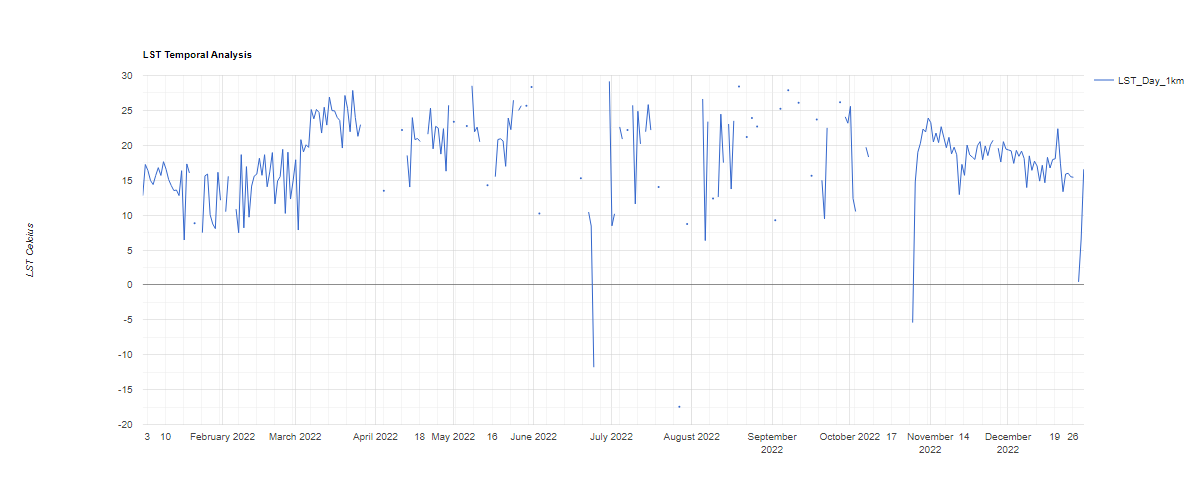 LST Temporal Analysis
LST_Day_1km
LST Celcius
30
25
20
15
10
5
0
-5
-10
-15
-20
3 10 February 2022 March 2022 April 2022 18 May 2022 16 June 2022 July 2022 August 2022 September 2022 October 2022 17 November 2022 14 December 2022 19 26